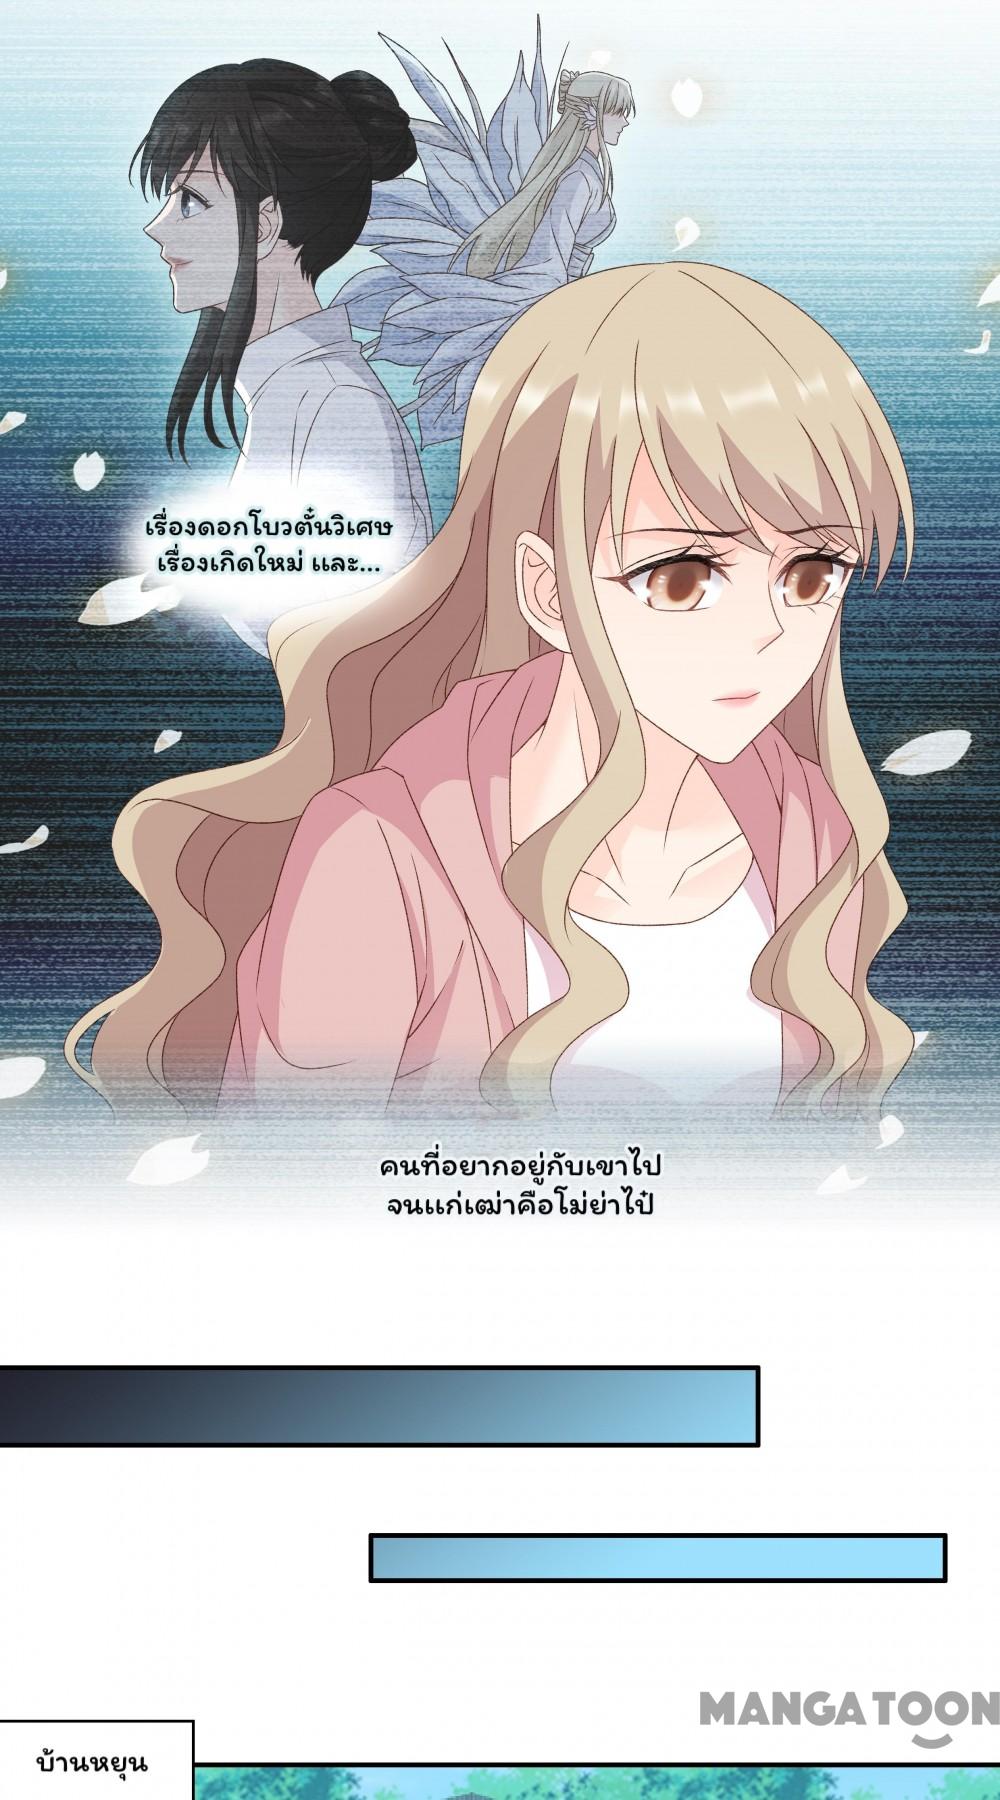 เรื่องดอกโบวตั๋นวิเศษ
เรื่องเกิดใหม่ และ...
คนที่อยากอยู่กับเขาไป
จนแก่เฒ่าคือโม่ย่าไป๋
MANGATOON
บ้านหยุน